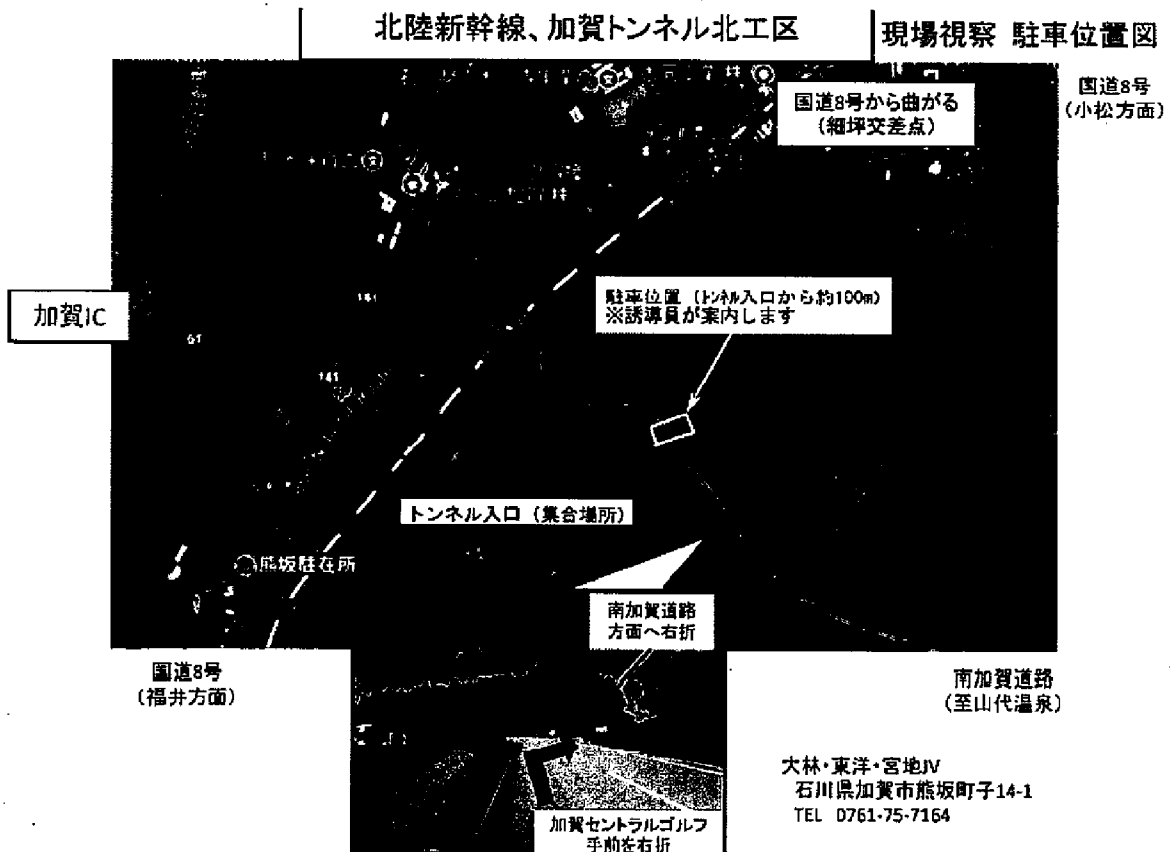 北陸新幹線、加賀トンネル北工区
現場視察 駐車位置図
国道8号
(小松方面)
国道8号から曲がる
(細坪交差点)
加賀IC
駐車位置 (トンネル入口から約100m)
※誘導員が案内します
61
141
141
トンネル入口 (集合場所)
熊坂駐在所
南加賀道路
方面へ右折
国道8号
(福井方面)
南加賀道路
(至山代温泉)
加賀セントラルゴルフ
手前を右折
大林・東洋・宮地JV
石川県加賀市熊坂町子14-1
TEL 0761-75-7164